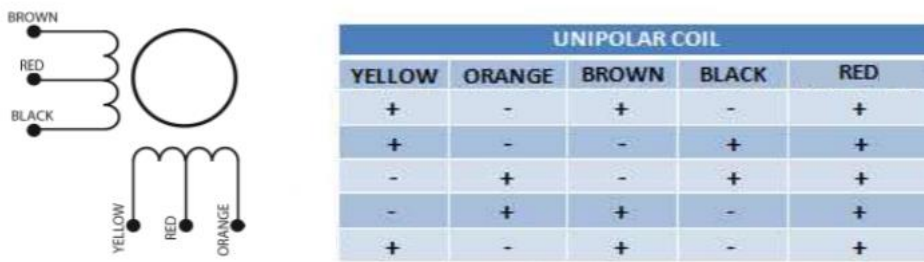 BROWN
RED
BLACK
YELLOW
RED
ORANGE
UNIPOLAR COIL
YELLOW ORANGE BROWN BLACK RED
+ - + - +
+ - - + +
- + - + +
- + + - +
+ - + - +